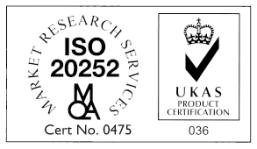 MARKET RESEARCH SERVICES
ISO
20252
MQA
Cert No. 0475
UKAS
PRODUCT
CERTIFICATION
036